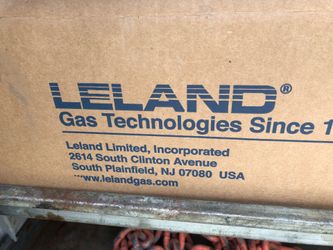 LELAND®
Gas Technologies Since 1
Leland Limited, Incorporated
2614 South Clinton Avenue
South Plainfield, NJ 07080 USA
www.lelandgas.com